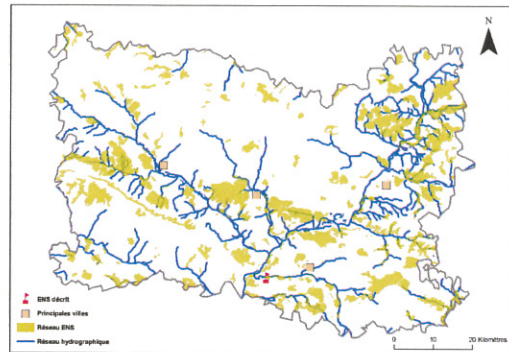 N
ENS décrit
Principales villes
Réseau ENS
Réseau hydrographique
0
10
20 Kilomètres